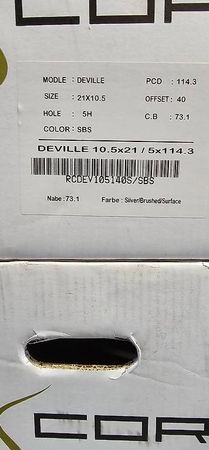 COR
MODLE : DEVILLE PCD : 114.3
SIZE : 21X10.5 OFFSET: 40
HOLE : 5H C.B : 73.1
COLOR: SBS
DEVILLE 10.5x21 / 5x114.3
RCDEV105140S/SBS
Nabe :73.1 Farbe : Silver/Brushed/Surface
COR